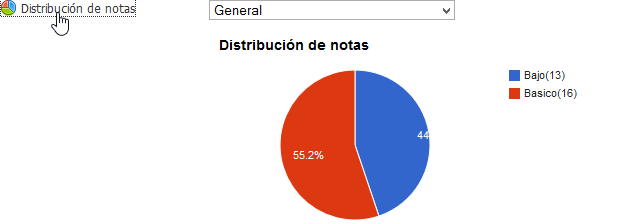 Distribución de notas
General
Distribución de notas
Bajo(13)
Basico(16)
44
55.2%